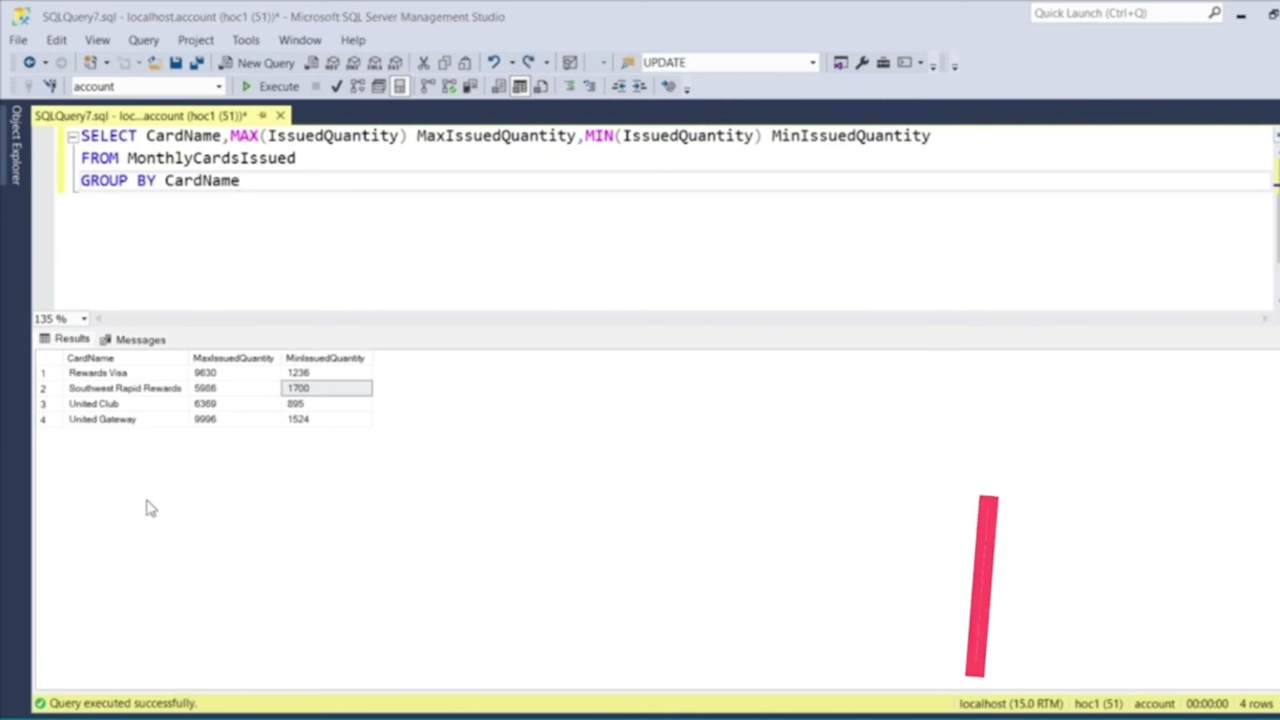 SQLQuery7.sql - localhost.account (hoc1 (51))* - Microsoft SQL Server Management Studio
Quick Launch (Ctrl+Q)
File Edit View Query Project Tools Window Help
New Query UPDATE
account Execute
SQLQuery7.sql - loc...account (hoc1 (51))*
Object Explorer
SELECT CardName,MAX(IssuedQuantity) MaxIssuedQuantity,MIN(IssuedQuantity) MinIssuedQuantity
FROM MonthlyCardsIssued
GROUP BY CardName
135 %
Results Messages
CardName MaxIssuedQuantity MinIssuedQuantity
1 Rewards Visa 9630 1236
2 Southwest Rapid Rewards 5986 1700
3 United Club 6369 895
4 United Gateway 9996 1524
Query executed successfully. localhost (15.0 RTM) hoc1 (51) account 00:00:00 4 rows